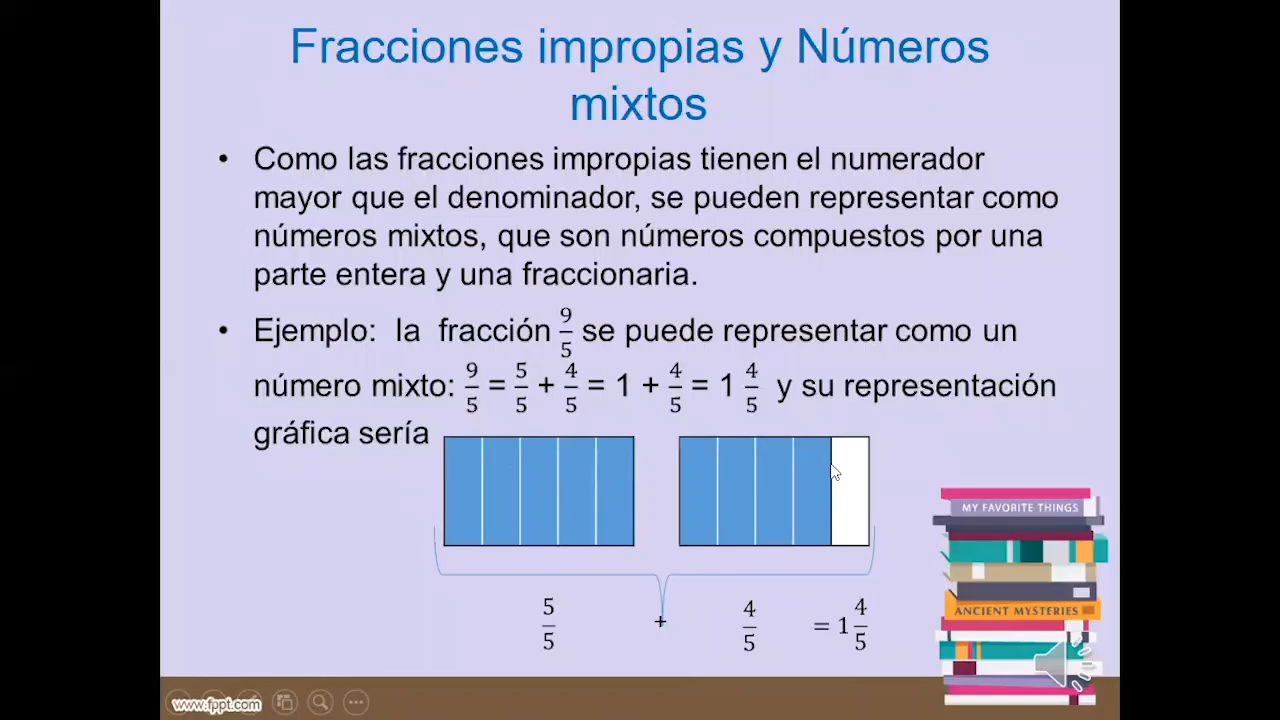 Fracciones impropias y Números
mixtos
• Como las fracciones impropias tienen el numerador
mayor que el denominador, se pueden representar como
números mixtos, que son números compuestos por una
parte entera y una fraccionaria.
• Ejemplo: la fracción 9/5 se puede representar como un
número mixto: 9/5 = 5/5 + 4/5 = 1 + 4/5 = 1 4/5 y su representación
gráfica sería
MY FAVORITE THINGS
ANCIENT MYSTERIES
5/5 + 4/5 = 1 4/5
www.fppt.com